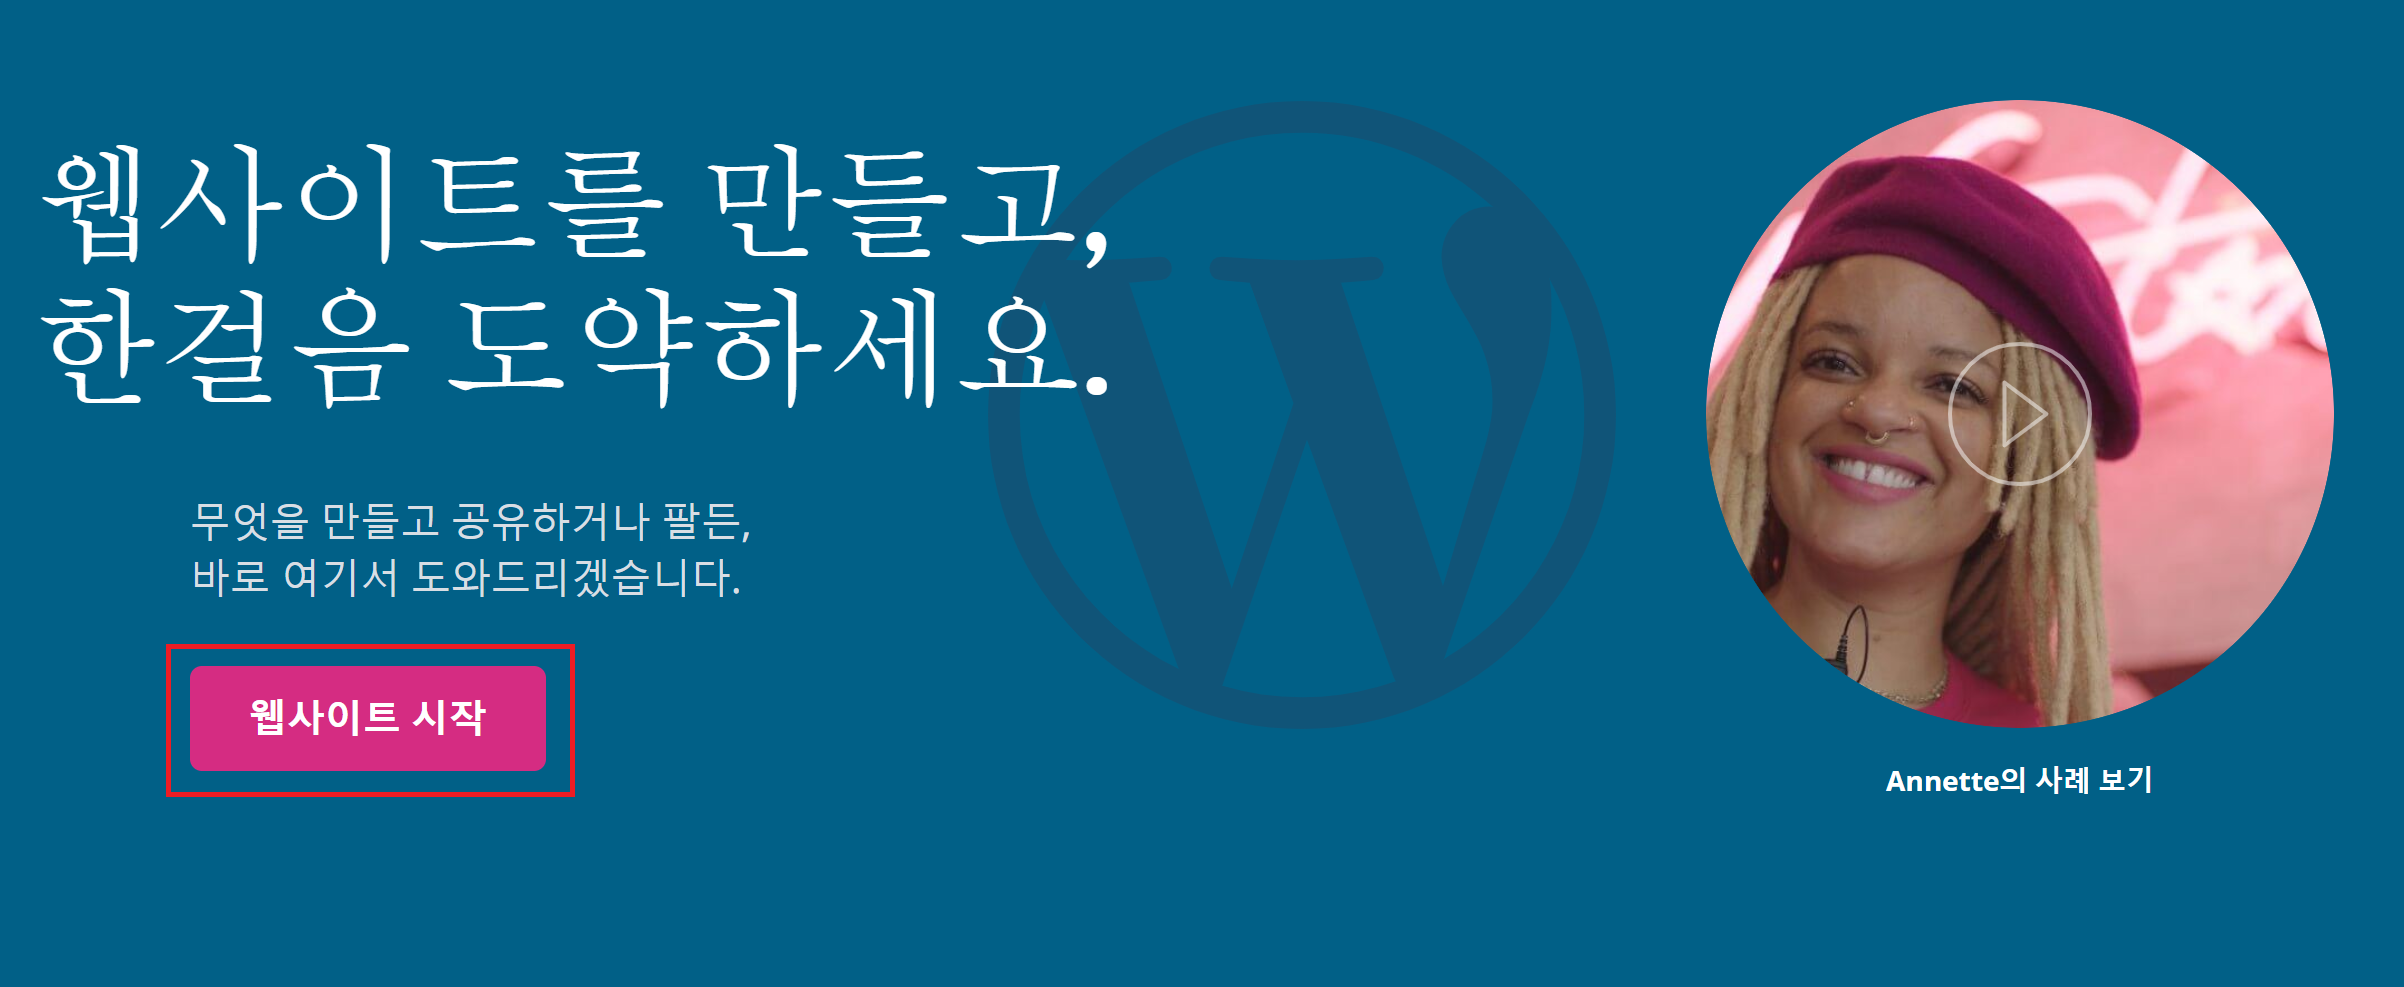 웹사이트를 만들고,
한걸음 도약하세요.
무엇을 만들고 공유하거나 팔든,
바로 여기서 도와드리겠습니다.
웹사이트 시작
Annette의 사례 보기